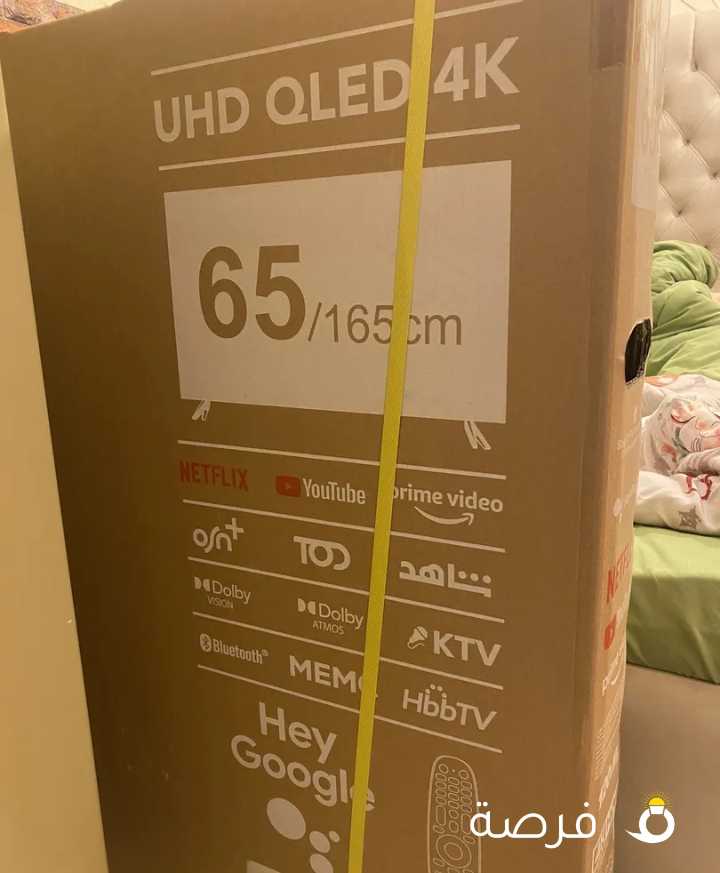 UHD QLED 4K
65/165cm
NETFLIX YouTube prime video
osn+ TOD شاهد
Dolby VISION Dolby ATMOS KTV
Bluetooth® HbbTV
Hey
Google
فرصة